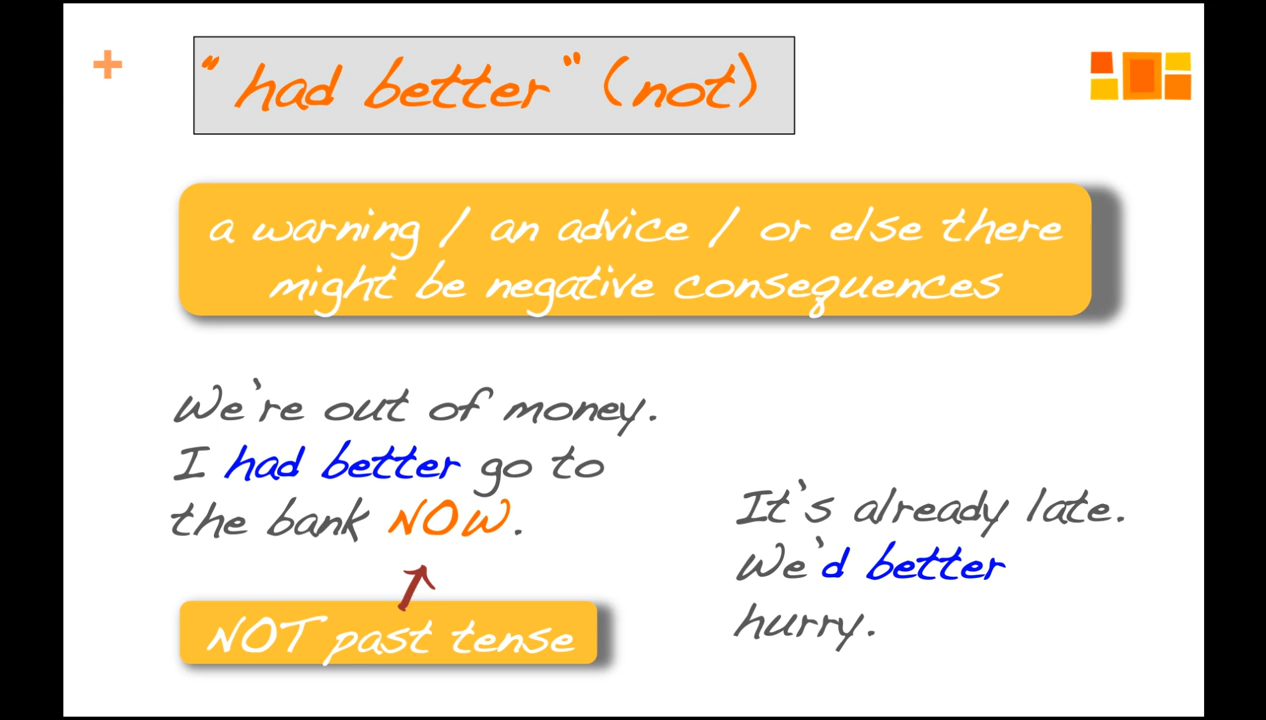 "had better" (not)
a warning / an advice / or else there
might be negative consequences
We're out of money.
I had better go to
the bank NOW.
NOT past tense
It's already late.
We'd better
hurry.